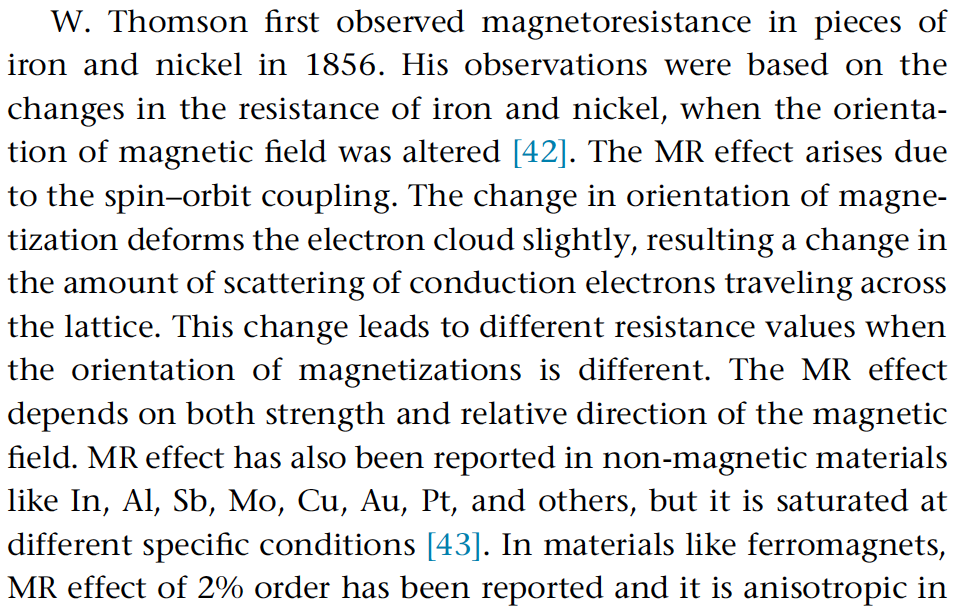 W. Thomson first observed magnetoresistance in pieces of
iron and nickel in 1856. His observations were based on the
changes in the resistance of iron and nickel, when the orienta-
tion of magnetic field was altered [42]. The MR effect arises due
to the spin–orbit coupling. The change in orientation of magne-
tization deforms the electron cloud slightly, resulting a change in
the amount of scattering of conduction electrons traveling across
the lattice. This change leads to different resistance values when
the orientation of magnetizations is different. The MR effect
depends on both strength and relative direction of the magnetic
field. MR effect has also been reported in non-magnetic materials
like In, Al, Sb, Mo, Cu, Au, Pt, and others, but it is saturated at
different specific conditions [43]. In materials like ferromagnets,
MR effect of 2% order has been reported and it is anisotropic in